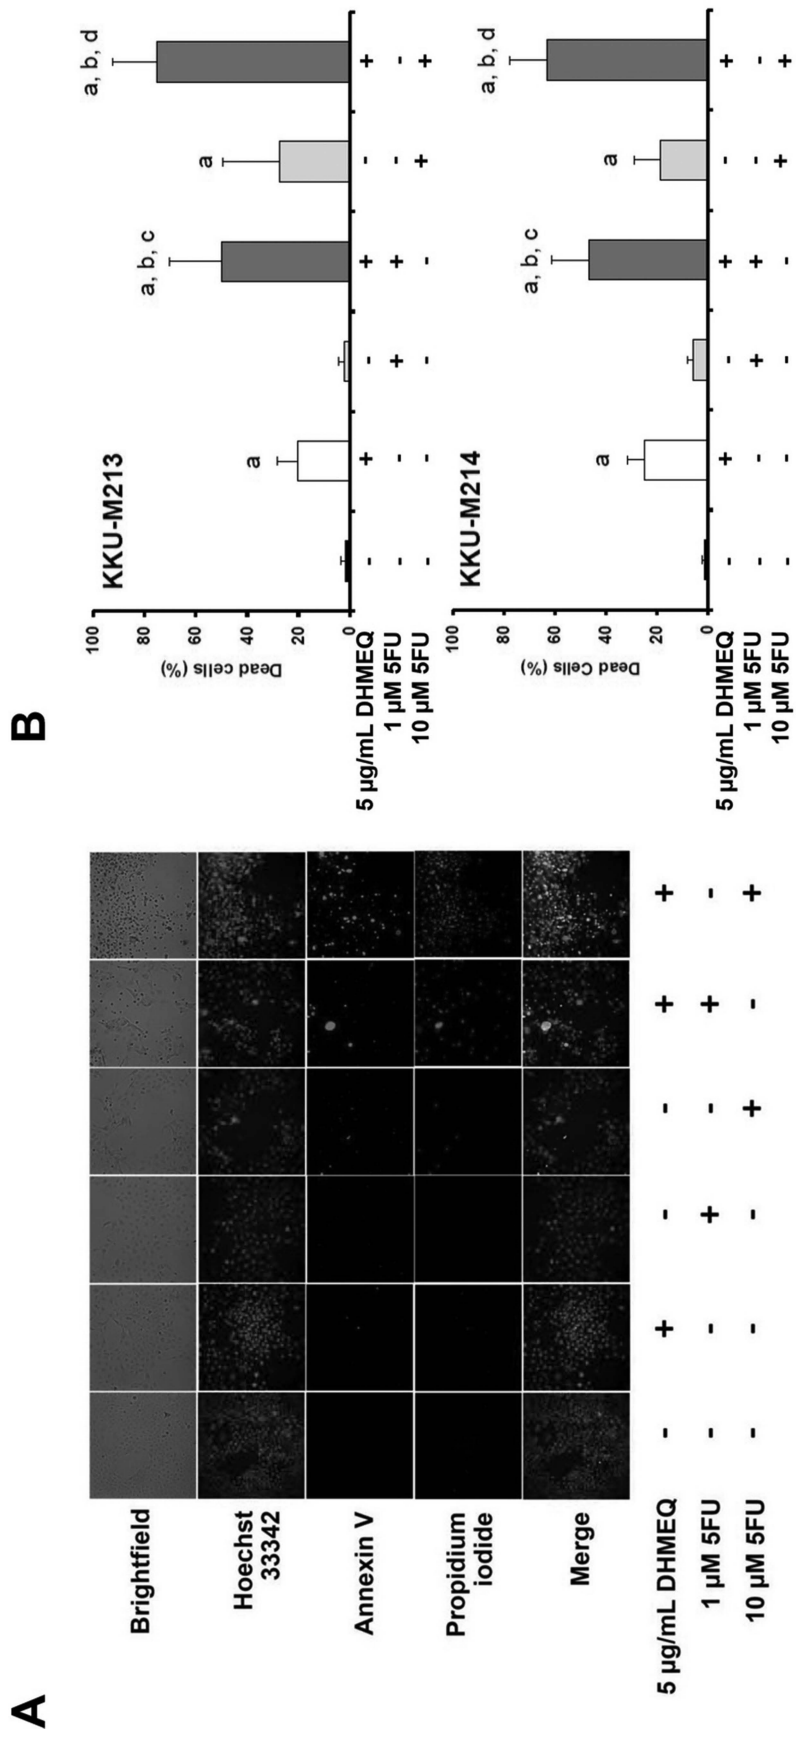 A
Brightfield
Hoechst
33342
Annexin V
Propidium
iodide
Merge
5 µg/mL DHMEQ - + - - + +
1 µM 5FU - - + - + -
10 µM 5FU - - - + - +
B
KKU-M213
Dead cells (%)
100
80
60
40
20
0
a
a, b, c
a
a, b, d
5 µg/mL DHMEQ - + - + - +
1 µM 5FU - - + + - -
10 µM 5FU - - - - + +
KKU-M214
Dead Cells (%)
100
80
60
40
20
0
a
a, b, c
a
a, b, d
5 µg/mL DHMEQ - + - + - +
1 µM 5FU - - + + - -
10 µM 5FU - - - - + +